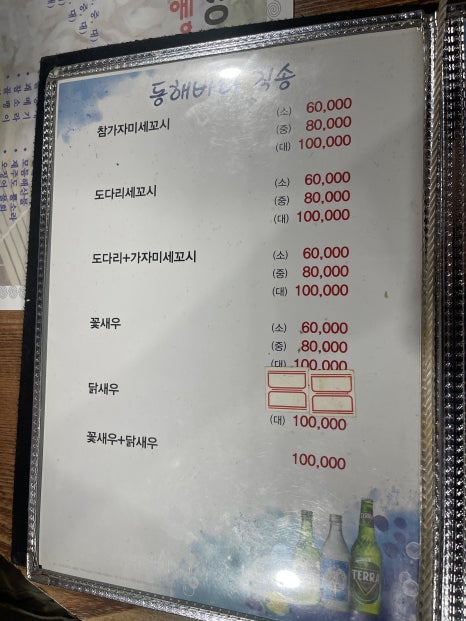 동해바다 직송
참가자미세꼬시
(소) 60,000
(중) 80,000
(대) 100,000
도다리세꼬시
(소) 60,000
(중) 80,000
(대) 100,000
도다리+가자미세꼬시
(소) 60,000
(중) 80,000
(대) 100,000
꽃새우
(소) 60,000
(중) 80,000
(대) 100,000
닭새우
(대) 100,000
꽃새우+닭새우
100,000
TERRA